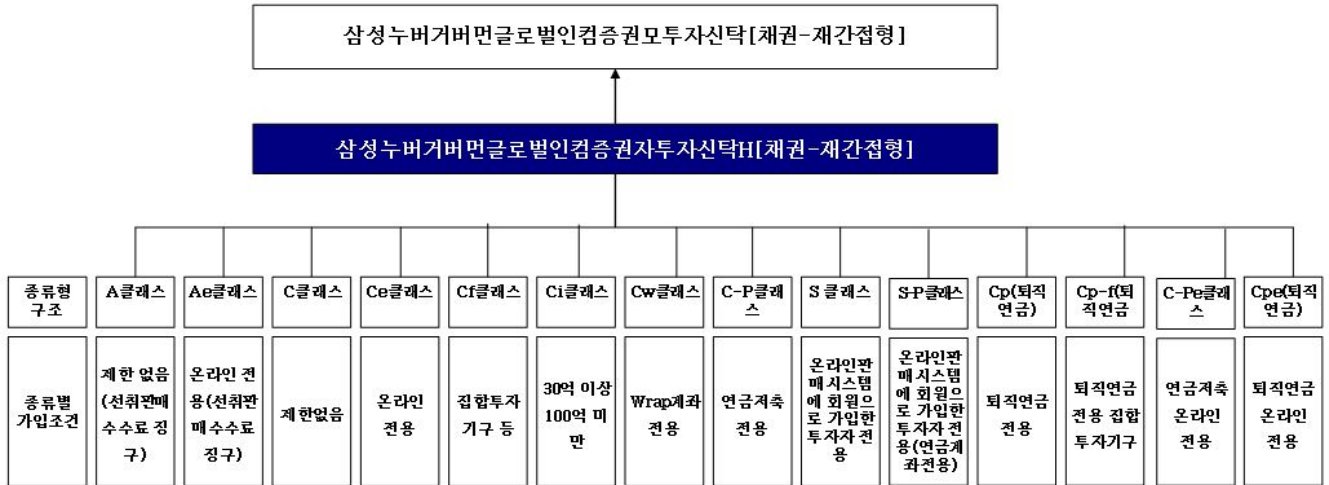 삼성누버거버먼글로벌인컴증권모투자신탁[채권-재간접형]
삼성누버거버먼글로벌인컴증권자투자신탁H[채권-재간접형]
종류형
구조
A클래스
Ae클래스
C클래스
Ce클래스
Cf클래스
Ci클래스
Cw클래스
C-P클래
스
S 클래스
S-P클래스
Cp(퇴직
연금)
Cp-f(퇴
직연금
C-Pe클래
스
Cpe(퇴직
연금)
종류별
가입조건
제한 없음
(선취판매
수수료 징
구)
온라인 전
용(선취판
매수수료
징구)
제한없음
온라인
전용
집합투자
기구 등
30억 이상
100억 미
만
Wrap계좌
전용
연금저축
전용
온라인판
매시스템
에 회원으
로 가입한
투자자 전
용
온라인판
매시스템
에 회원으
로 가입한
투자자 전
용(연금계
좌전용)
퇴직연금
전용
퇴직연금
전용 집합
투자기구
연금저축
온라인
전용
퇴직연금
온라인
전용